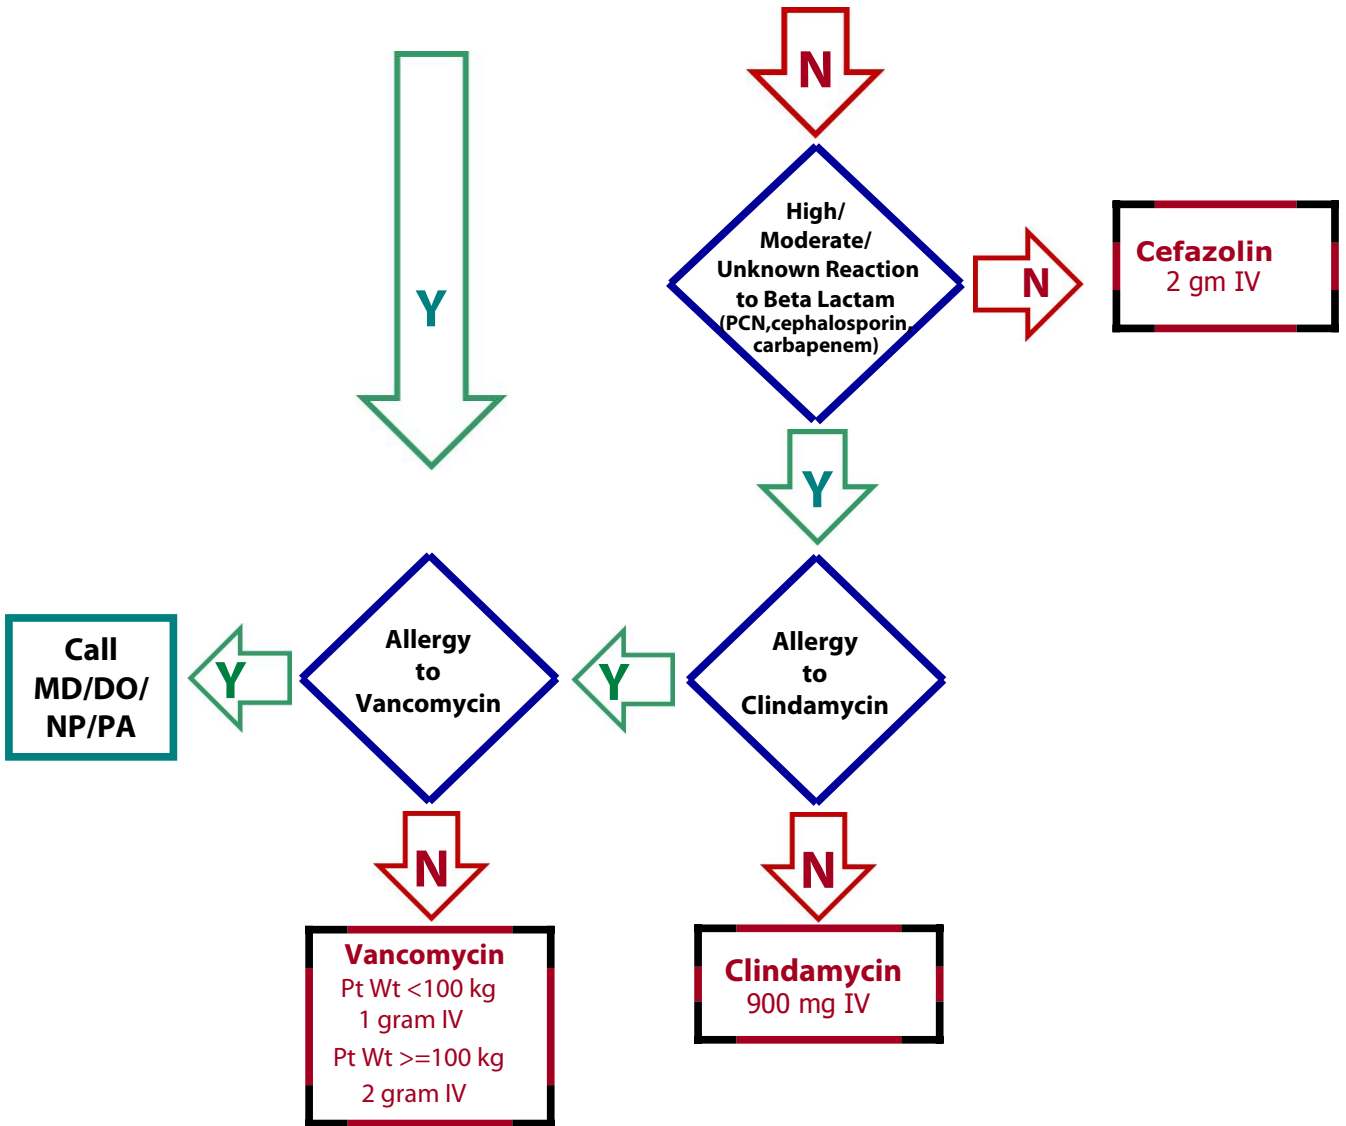 N
High/
Moderate/
Unknown Reaction
to Beta Lactam
(PCN,cephalosporin,
carbapenem)
N
Cefazolin
2 gm IV
Y
Y
Call
MD/DO/
NP/PA
Y
Allergy
to
Vancomycin
Y
Allergy
to
Clindamycin
N
N
Vancomycin
Pt Wt <100 kg
1 gram IV
Pt Wt >=100 kg
2 gram IV
Clindamycin
900 mg IV